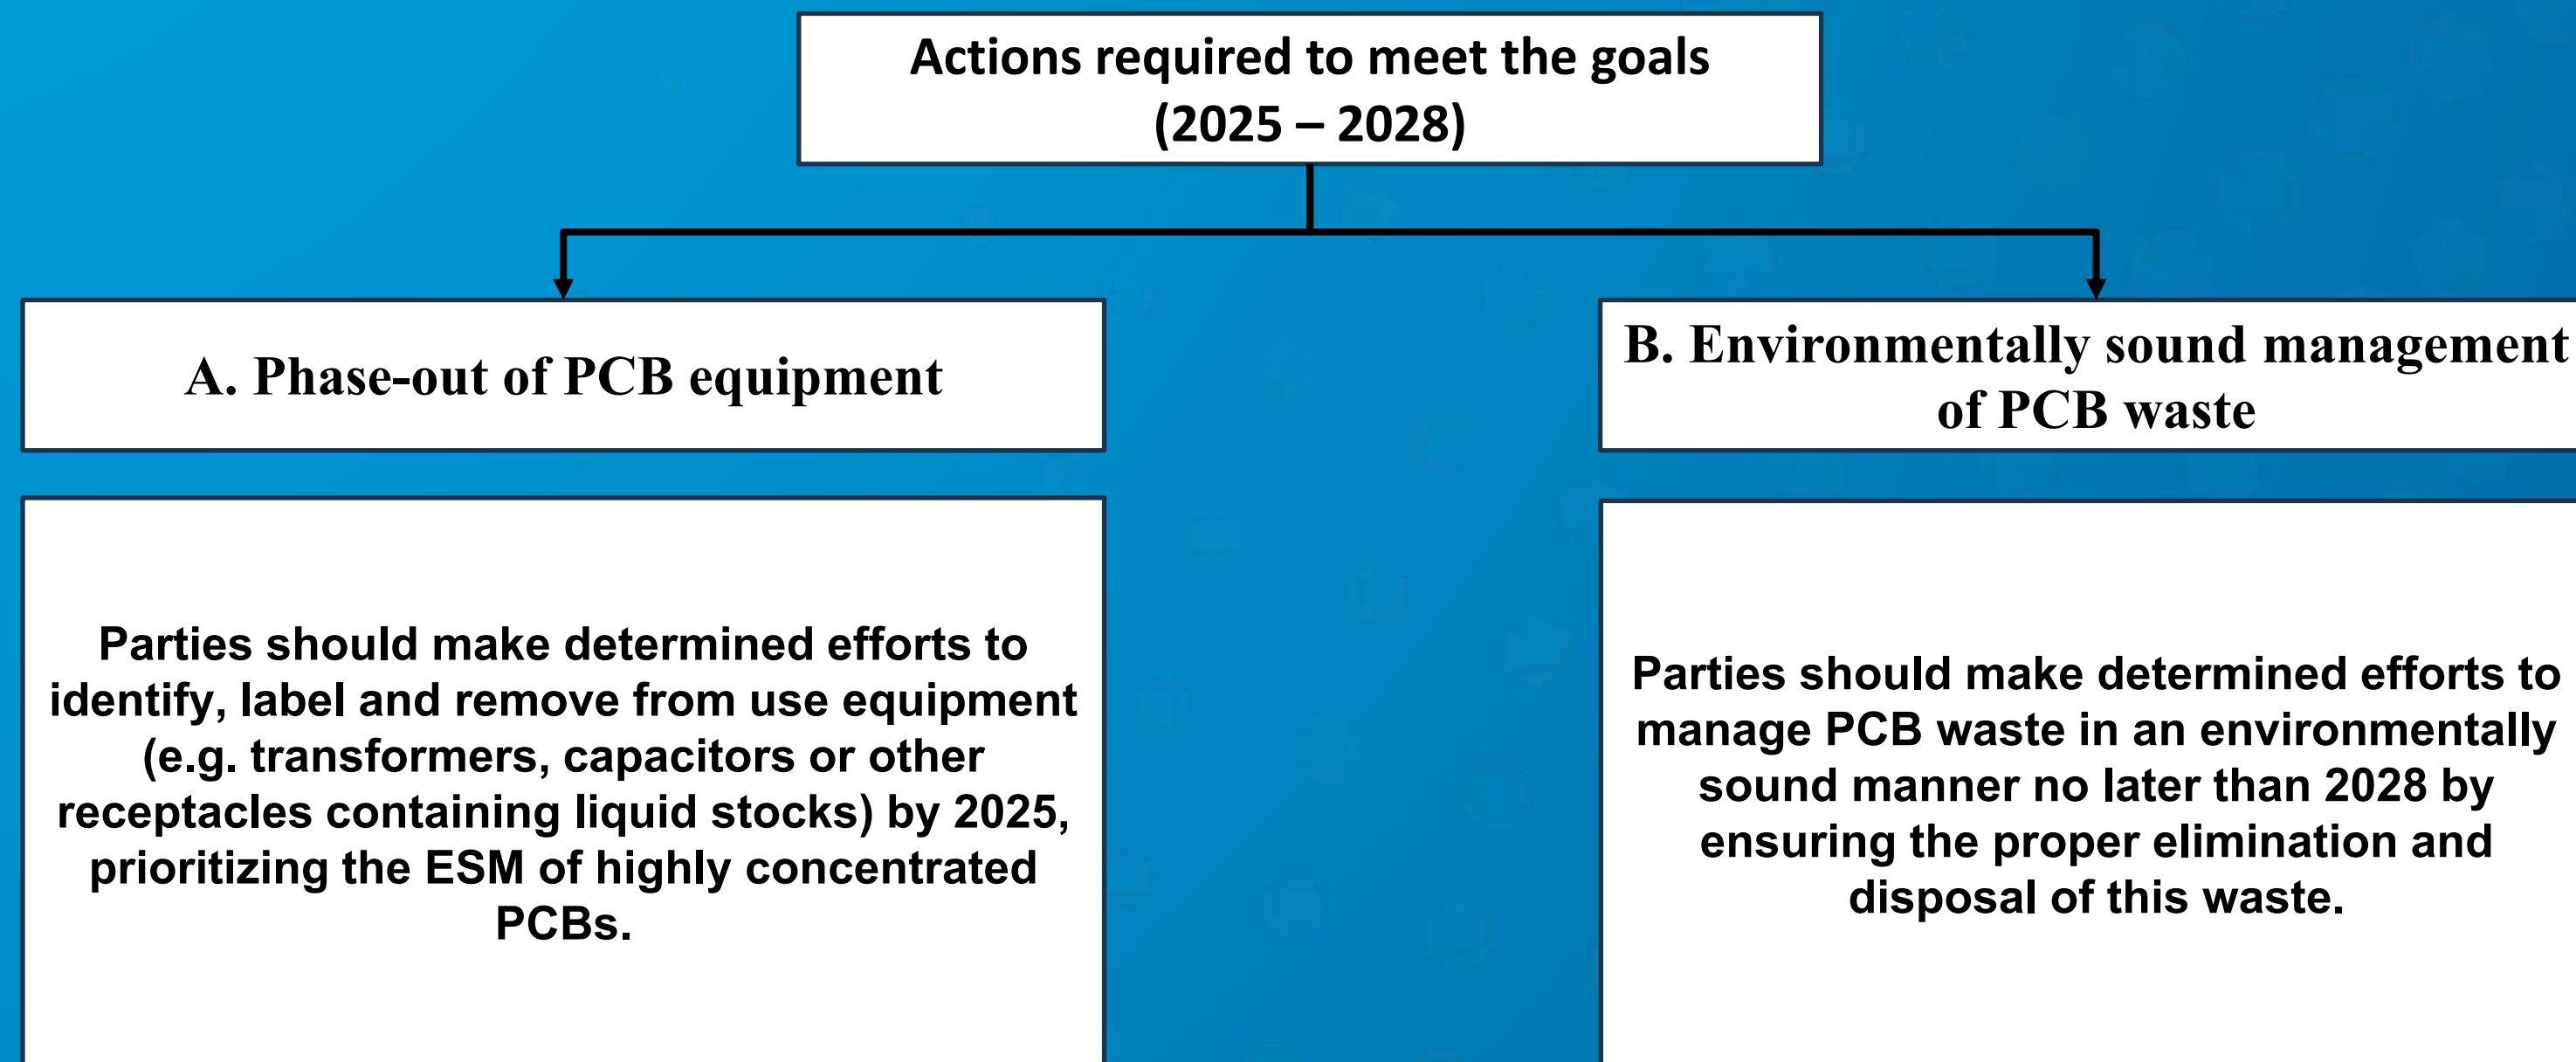 Actions required to meet the goals
(2025 – 2028)
A. Phase-out of PCB equipment
B. Environmentally sound management
of PCB waste
Parties should make determined efforts to
identify, label and remove from use equipment
(e.g. transformers, capacitors or other
receptacles containing liquid stocks) by 2025,
prioritizing the ESM of highly concentrated
PCBs.
Parties should make determined efforts to
manage PCB waste in an environmentally
sound manner no later than 2028 by
ensuring the proper elimination and
disposal of this waste.